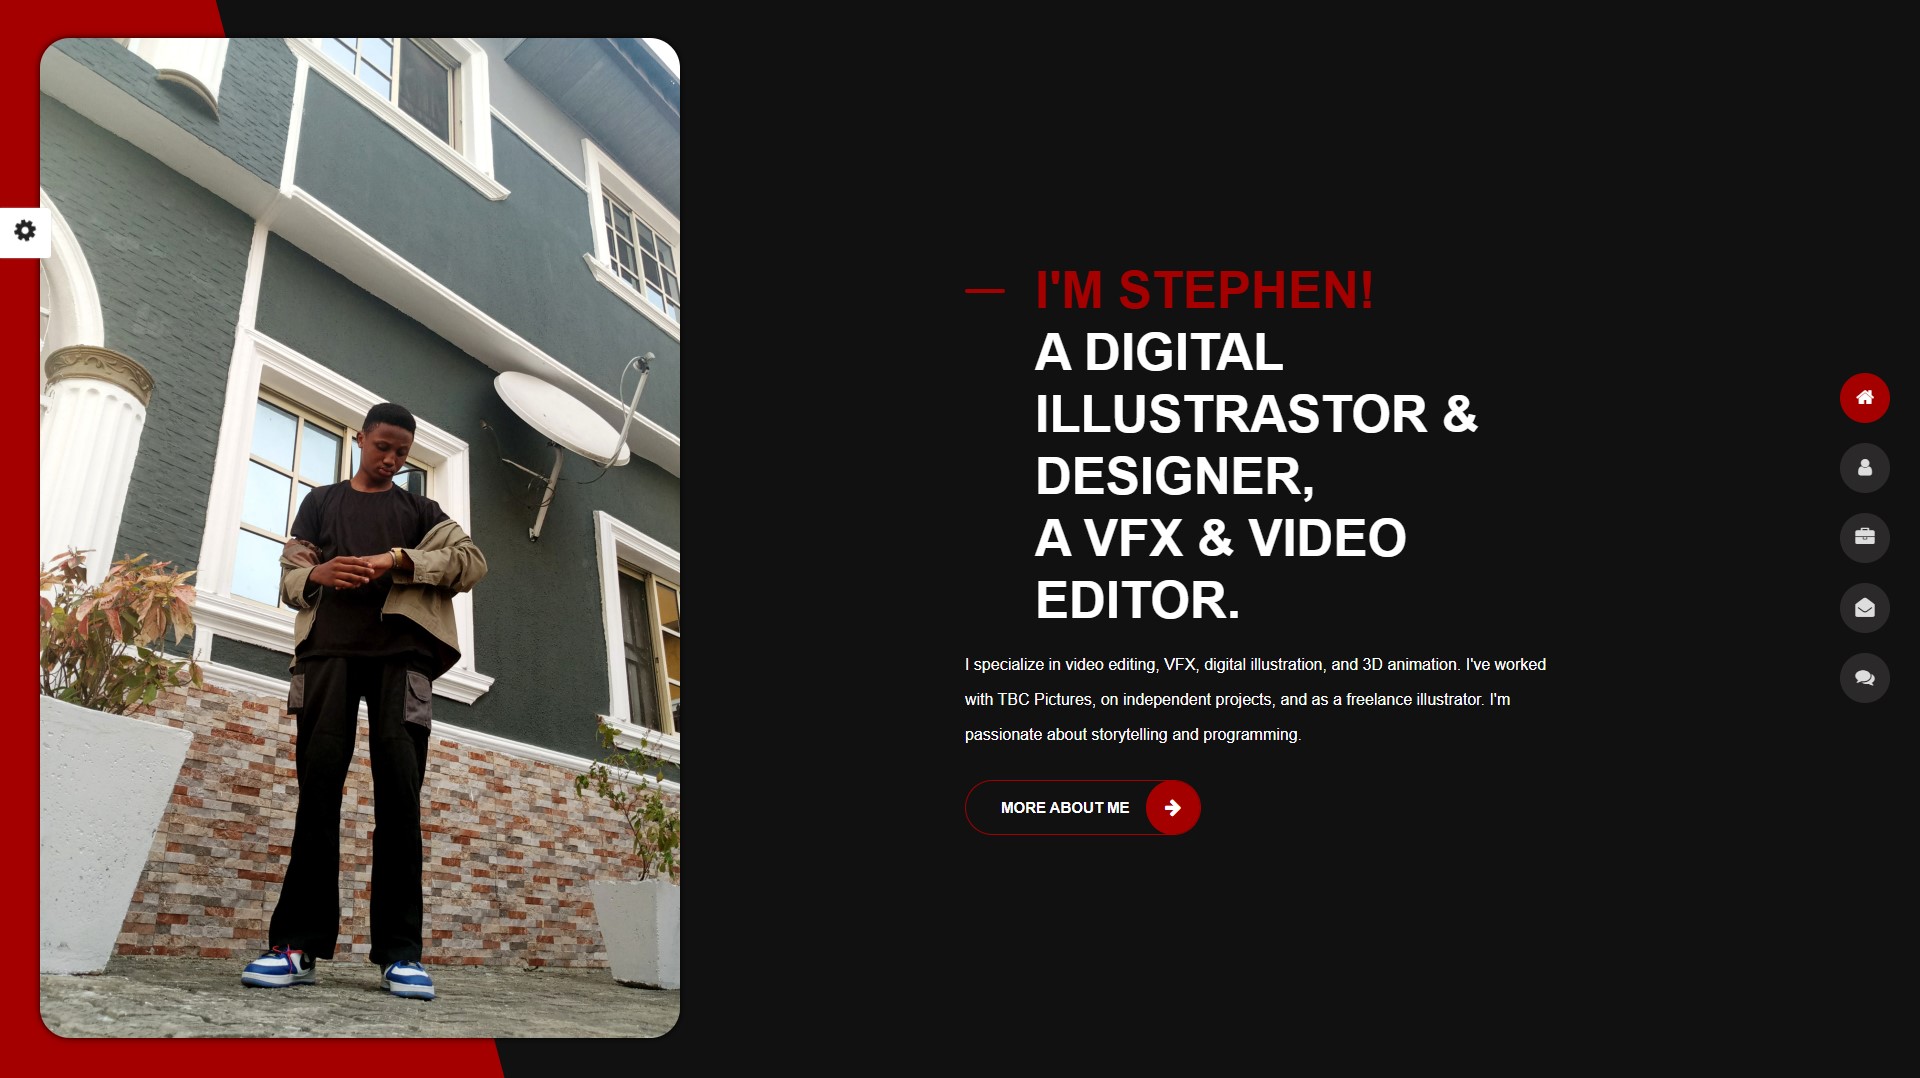 I'M STEPHEN!
A DIGITAL
ILLUSTRASTOR &
DESIGNER,
A VFX & VIDEO
EDITOR.
I specialize in video editing, VFX, digital illustration, and 3D animation. I've worked
with TBC Pictures, on independent projects, and as a freelance illustrator. I'm
passionate about storytelling and programming.
MORE ABOUT ME